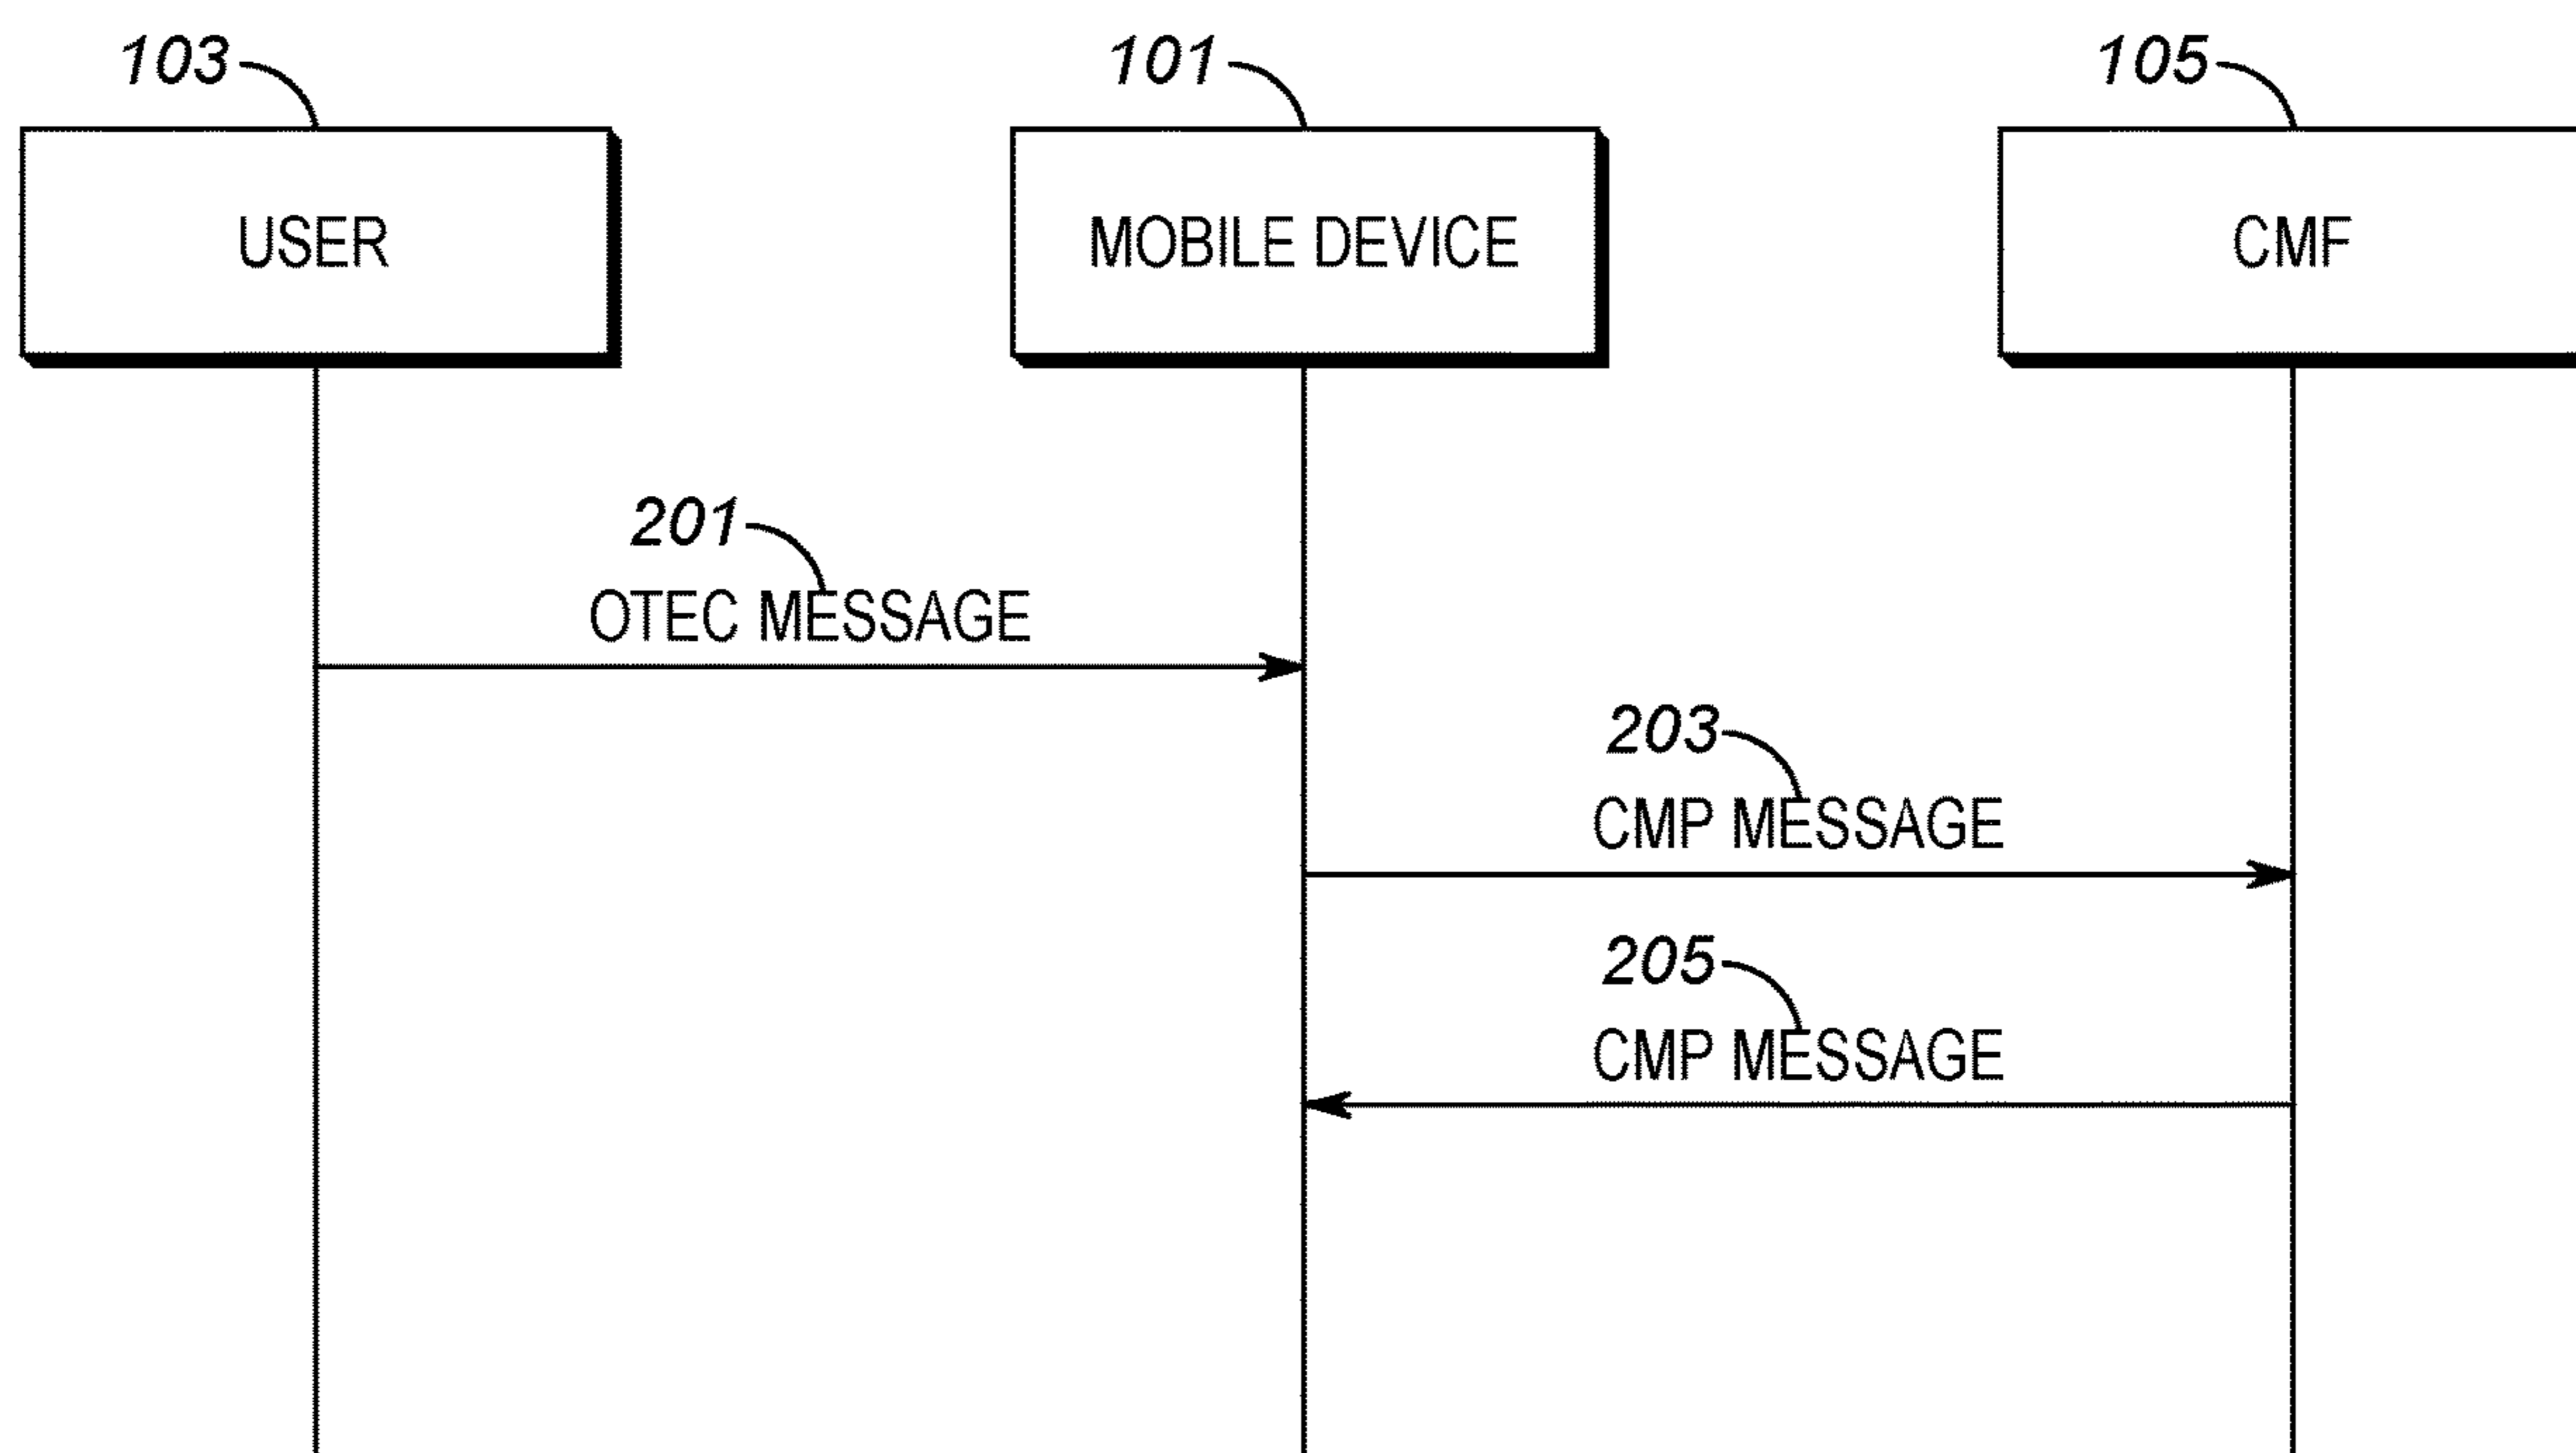 103
101
105
USER
MOBILE DEVICE
CMF
201
OTEC MESSAGE
203
CMP MESSAGE
205
CMP MESSAGE